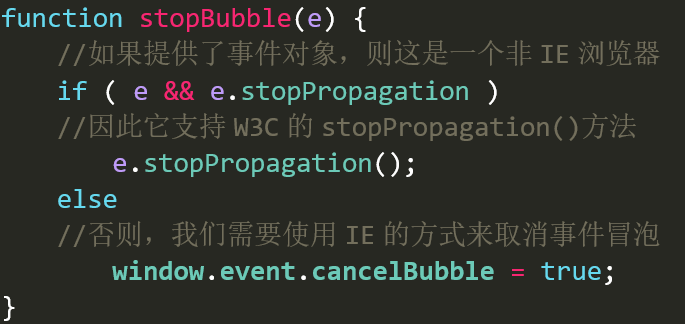 function stopBubble(e) {
    //如果提供了事件对象，则这是一个非 IE 浏览器
    if ( e && e.stopPropagation )
    //因此它支持 W3C 的 stopPropagation()方法
        e.stopPropagation();
    else
    //否则，我们需要使用 IE 的方式来取消事件冒泡
        window.event.cancelBubble = true;
}